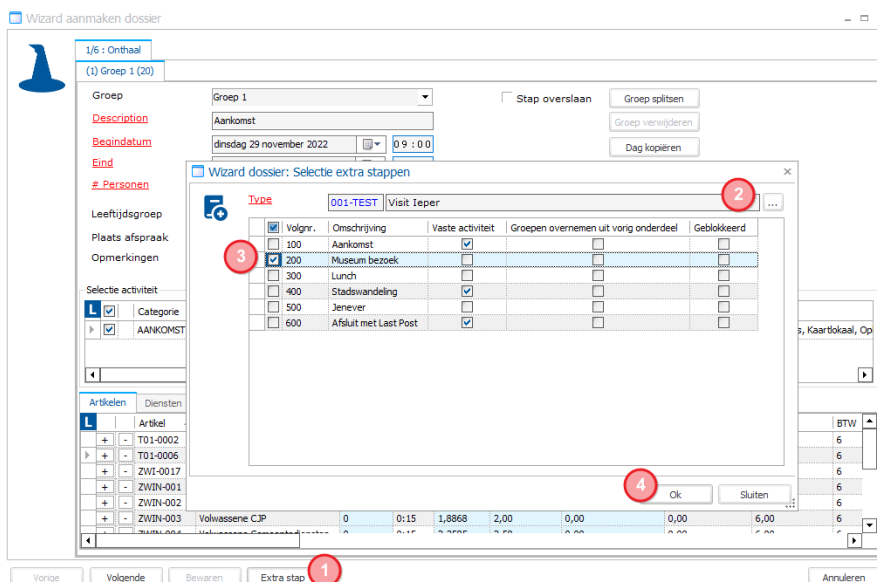 Wizard aanmaken dossier
1/6 : Onthaal
(1) Groep 1 (20)
Groep Groep 1 Stap overslaan Groep splitsen
Description Aankomst Groep verwijderen
Begindatum dinsdag 29 november 2022 09:00 Dag kopiëren
Eind
# Personen
Leeftijdsgroep
Plaats afspraak
Opmerkingen
Wizard dossier: Selectie extra stappen
Type 001-TEST Visit Ieper 2 ...
Volgnr. Omschrijving Vaste activiteit Groepen overnemen uit vorig onderdeel Geblokkeerd
100 Aankomst
3 200 Museum bezoek
300 Lunch
400 Stadswandeling
500 Jenever
600 Afsluit met Last Post
4 Ok Sluiten
Selectie activiteit
L Categorie
AANKOMST s, Kaartlokaal, Opl
Artikelen Diensten
L Artikel BTW
+ - T01-0002 6
+ - T01-0006 6
+ - ZWI-0017 6
+ - ZWIN-001 6
+ - ZWIN-002 6
+ - ZWIN-003 Volwassene CJP 0 0:15 1,8868 2,00 0,00 0,00 6,00 6
Vorige Volgende Bewaren Extra stap 1 Annuleren